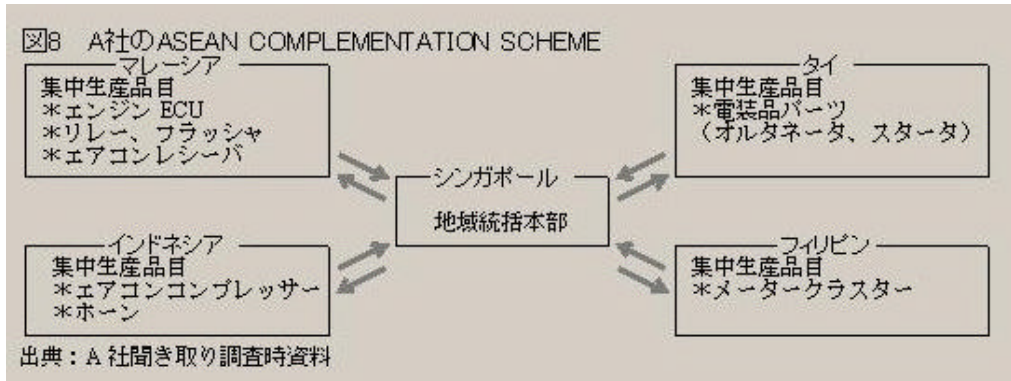 図8 A社のASEAN COMPLEMENTATION SCHEME
マレーシア
集中生産品目
＊エンジン ECU
＊リレー、フラッシャ
＊エアコンレシーバ
タイ
集中生産品目
＊電装品パーツ
（オルタネータ、スタータ）
シンガポール
地域統括本部
インドネシア
集中生産品目
＊エアコンコンプレッサー
＊ホーン
フィリピン
集中生産品目
＊メータークラスター
出典：A 社聞き取り調査時資料